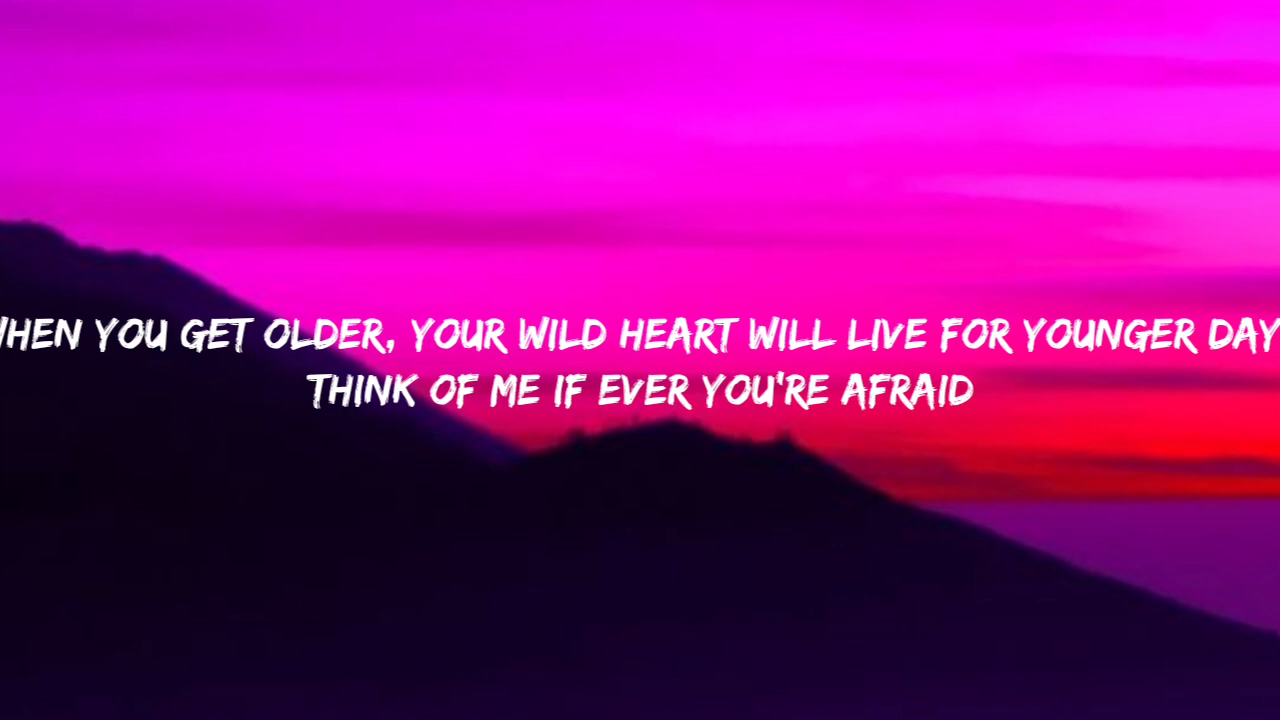 WHEN YOU GET OLDER, YOUR WILD HEART WILL LIVE FOR YOUNGER DAY
THINK OF ME IF EVER YOU'RE AFRAID